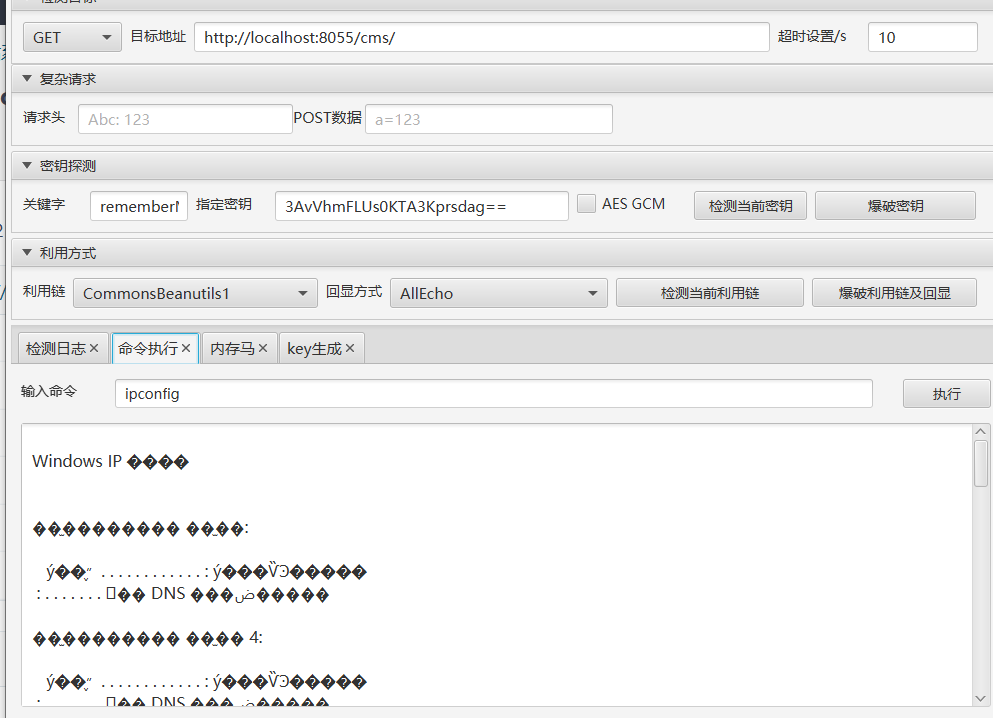 GET 目标地址 http://localhost:8055/cms/ 超时设置/s 10
复杂请求
请求头 Abc: 123 POST数据 a=123
密钥探测
关键字 remember 指定密钥 3AvVhmFLUs0KTA3Kprsdag== AES GCM 检测当前密钥 爆破密钥
利用方式
利用链 CommonsBeanutils1 回显方式 AllEcho 检测当前利用链 爆破利用链及回显
检测日志 命令执行 内存马 key生成
输入命令 ipconfig 执行
Windows IP ����
DNS
4:
DNS